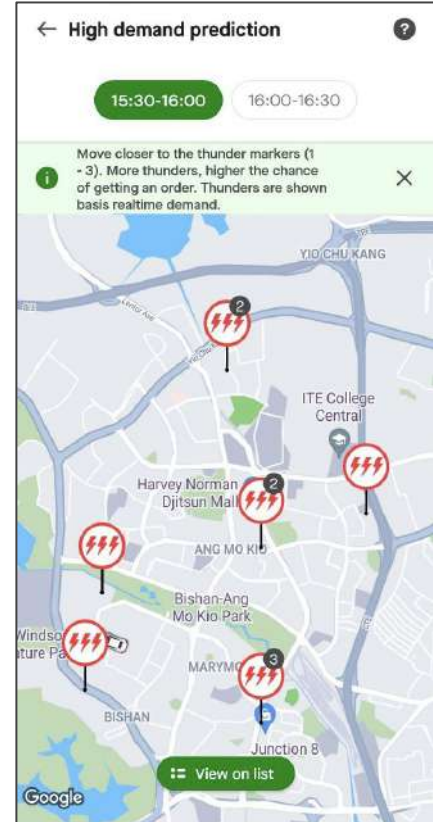 High demand prediction
?
15:30-16:00
16:00-16:30
i
Move closer to the thunder markers (1
- 3). More thunders, higher the chance
of getting an order. Thunders are shown
basis realtime demand.
YIO CHU KANG
2
ITE College
Central
Harvey Norman
Djitsun Mall
2
ANG MO KIO
Bishan-Ang
Mo Kio Park
Windso
ature Pa
MARYMO
3
BISHAN
Junction 8
View on list
Google